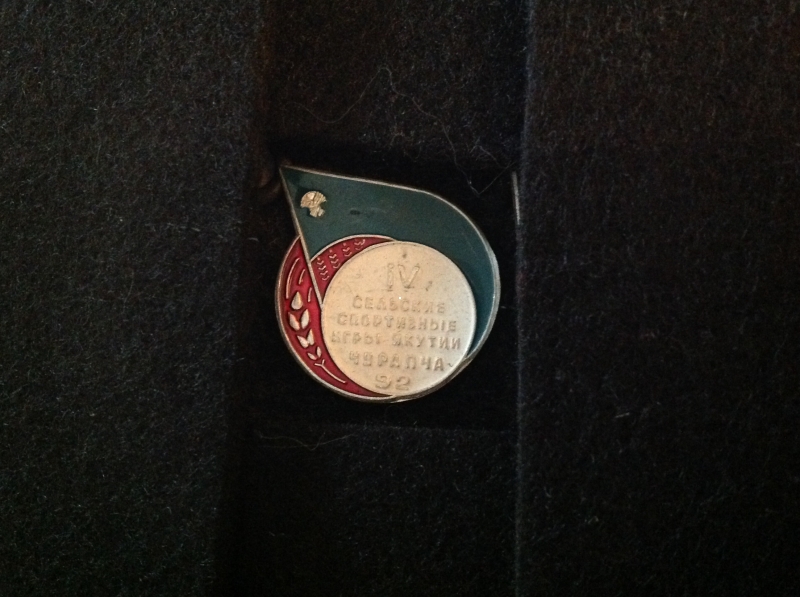 IV
СЕЛЬСКИЕ
СПОРТИВНЫЕ
ИГРЫ ЯКУТИИ
ЧУРАПЧА
92